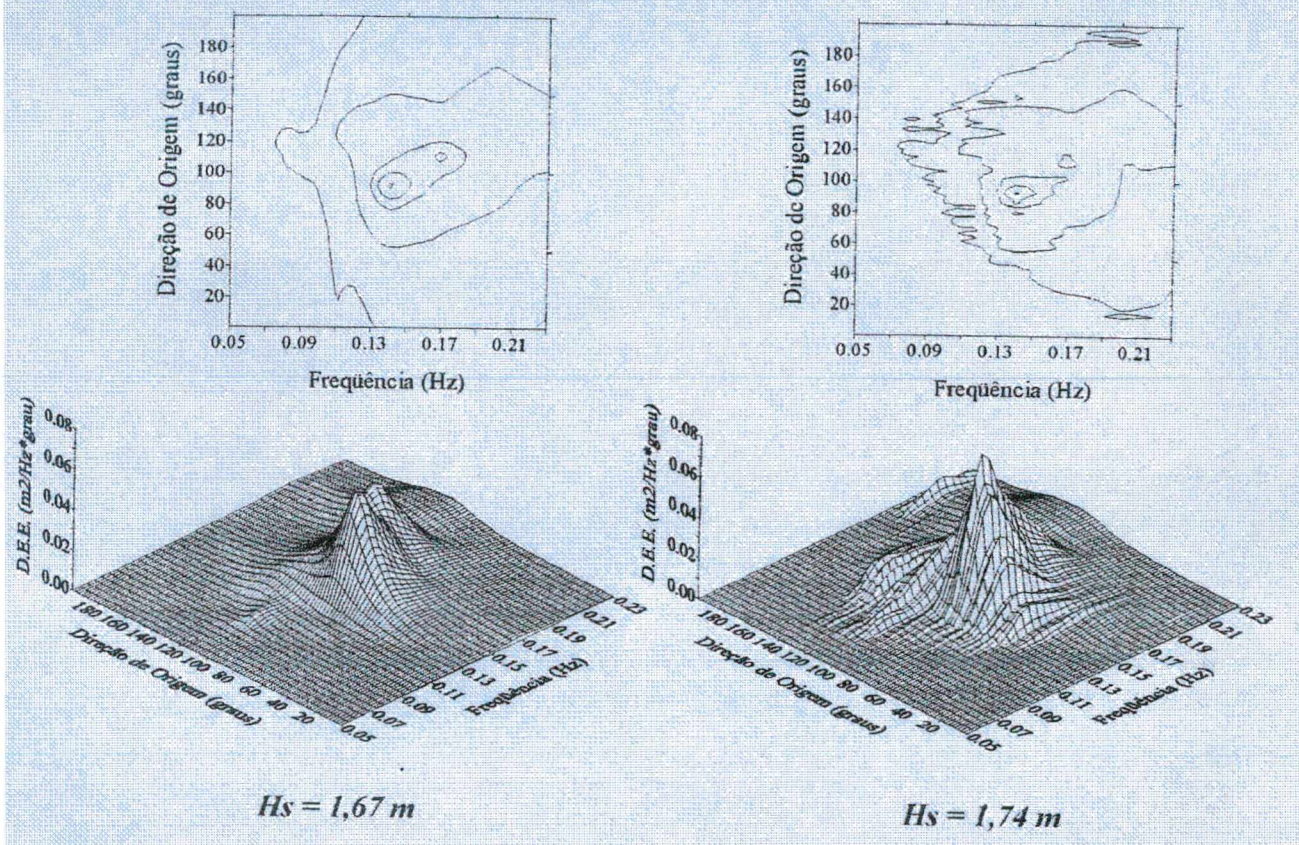 Direção de Origem (graus)
180
160
140
120
100
80
60
40
20
0.05 0.09 0.13 0.17 0.21
Freqüência (Hz)
Direção de Origem (graus)
180
160
140
120
100
80
60
40
20
0.05 0.09 0.13 0.17 0.21
Freqüência (Hz)
D.E.E. (m2/Hz*grau)
0.08
0.06
0.04
0.02
0.00
180 160 140 120 100 80 60 40 20
Direção de Origem (graus)
0.05 0.07 0.09 0.11 0.13 0.15 0.17 0.19 0.21 0.23
Freqüência (Hz)
D.E.E. (m2/Hz*grau)
0.08
0.06
0.04
0.02
0.00
180 160 140 120 100 80 60 40 20
Direção de Origem (graus)
0.05 0.07 0.09 0.11 0.13 0.15 0.17 0.19 0.21 0.23
Freqüência (Hz)
Hs = 1,67 m
Hs = 1,74 m